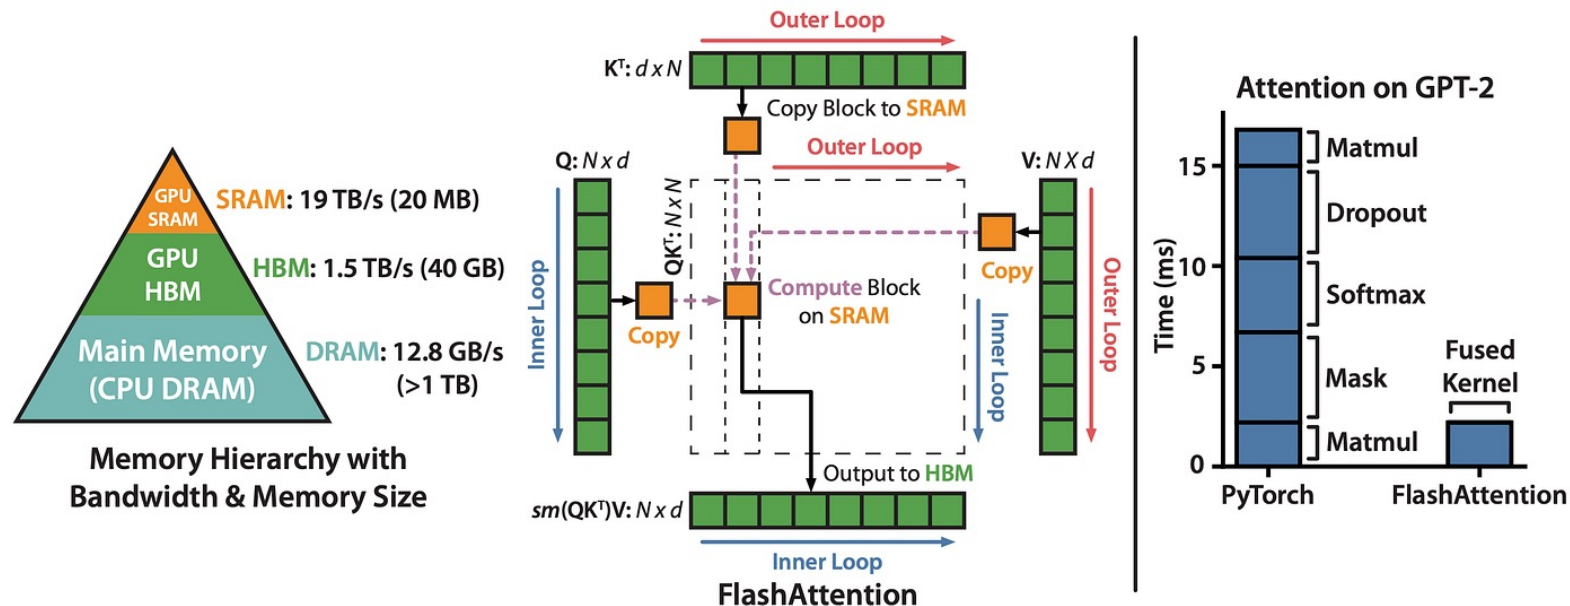 GPU
SRAM
SRAM: 19 TB/s (20 MB)
GPU
HBM
HBM: 1.5 TB/s (40 GB)
Main Memory
(CPU DRAM)
DRAM: 12.8 GB/s
(>1 TB)
Memory Hierarchy with
Bandwidth & Memory Size
Outer Loop
Kᵀ: d x N
Copy Block to SRAM
Outer Loop
Q: N x d
V: N X d
QKᵀ: N x N
Inner Loop
Copy
Compute Block
on SRAM
Copy
Inner Loop
Outer Loop
Output to HBM
sm(QKᵀ)V: N x d
Inner Loop
FlashAttention
Attention on GPT-2
Time (ms)
15
10
5
0
Matmul
Dropout
Softmax
Mask
Matmul
Fused
Kernel
PyTorch
FlashAttention